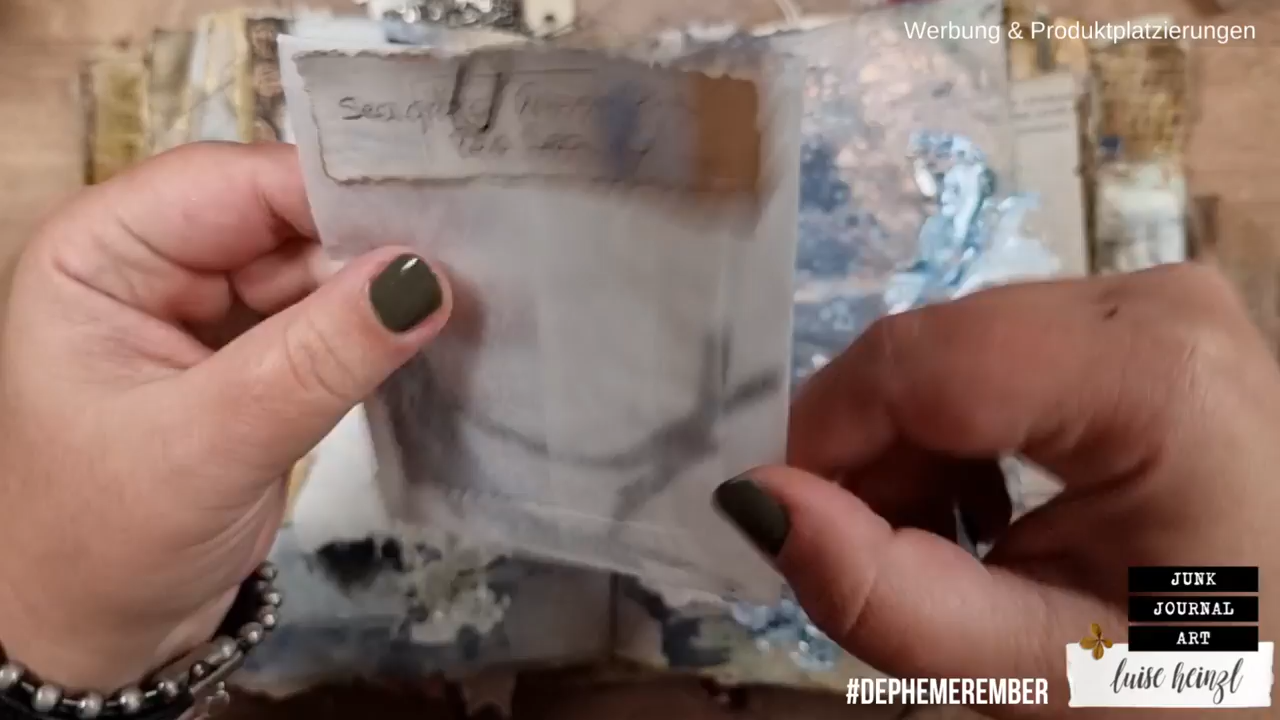 Werbung & Produktplatzierungen
JUNK
JOURNAL
ART
luise heinzl
#DEPHEMEREMBER